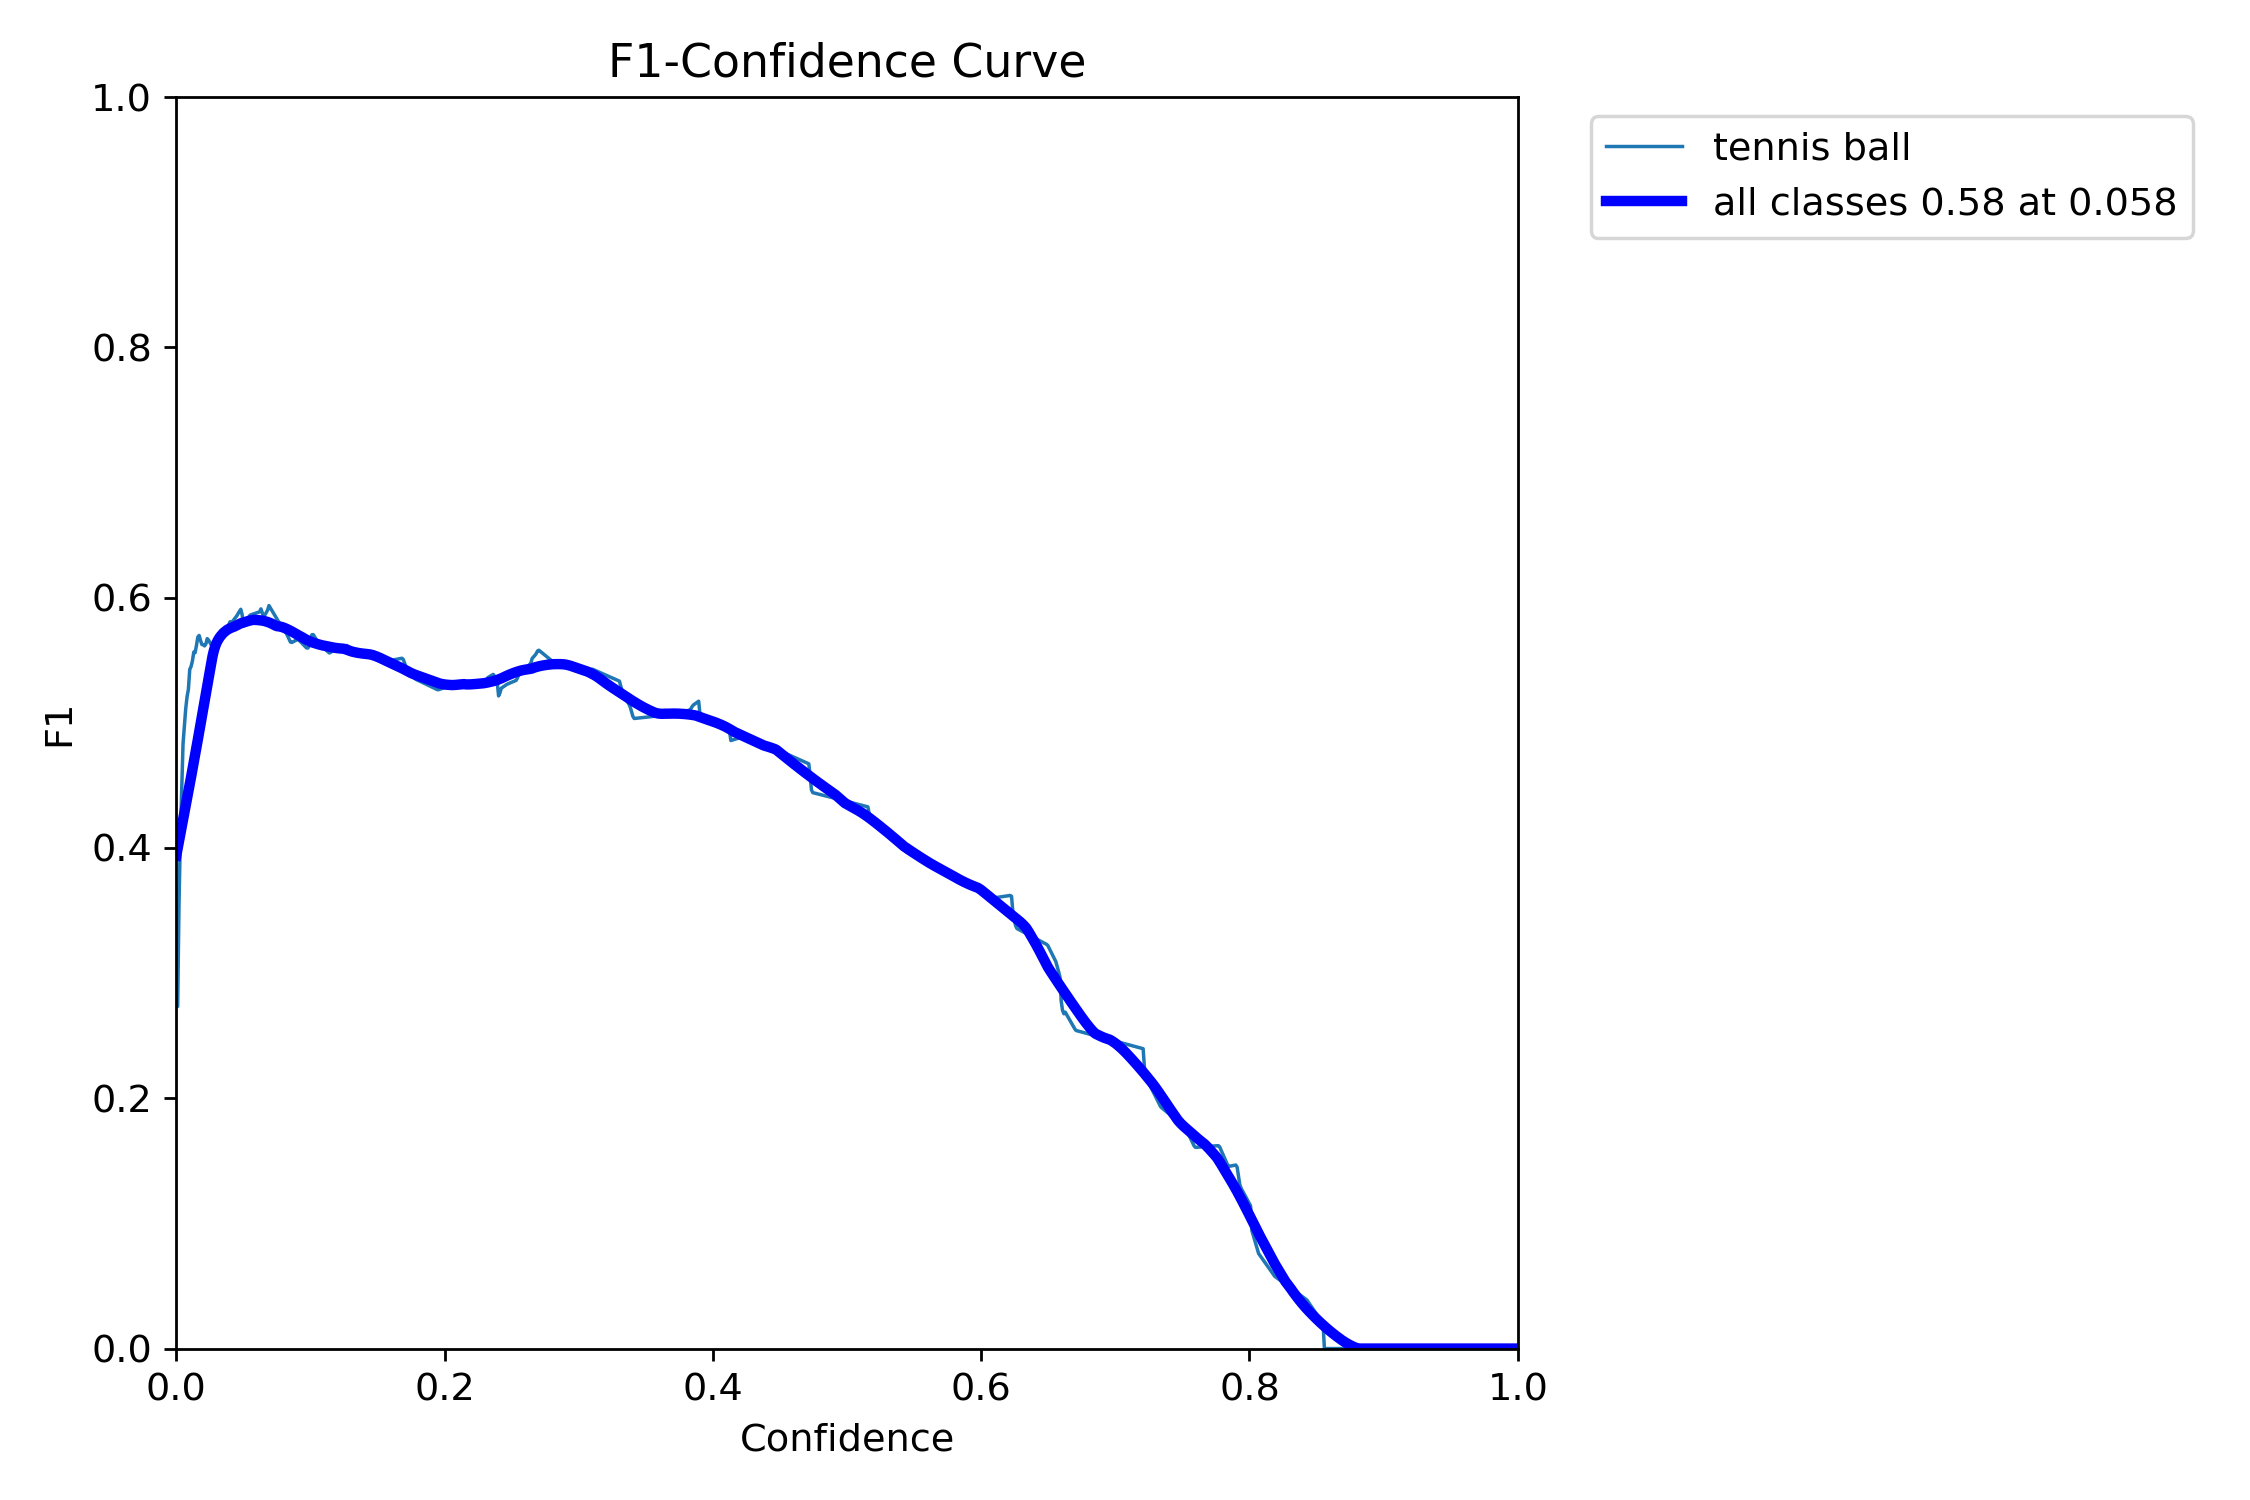 F1-Confidence Curve
1.0
0.8
0.6
0.4
0.2
0.0
F1
0.0 0.2 0.4 0.6 0.8 1.0
Confidence
tennis ball
all classes 0.58 at 0.058